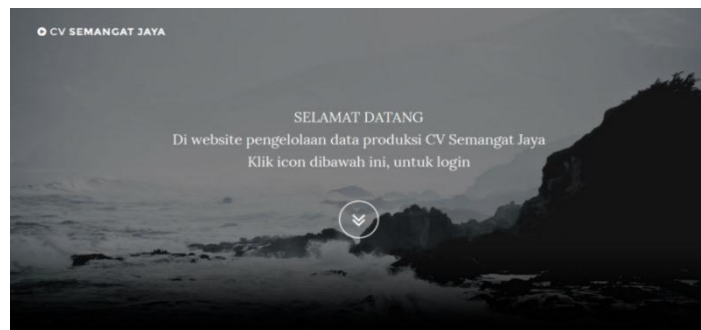 CV SEMANGAT JAYA
SELAMAT DATANG
Di website pengelolaan data produksi CV Semangat Jaya
Klik icon dibawah ini, untuk login